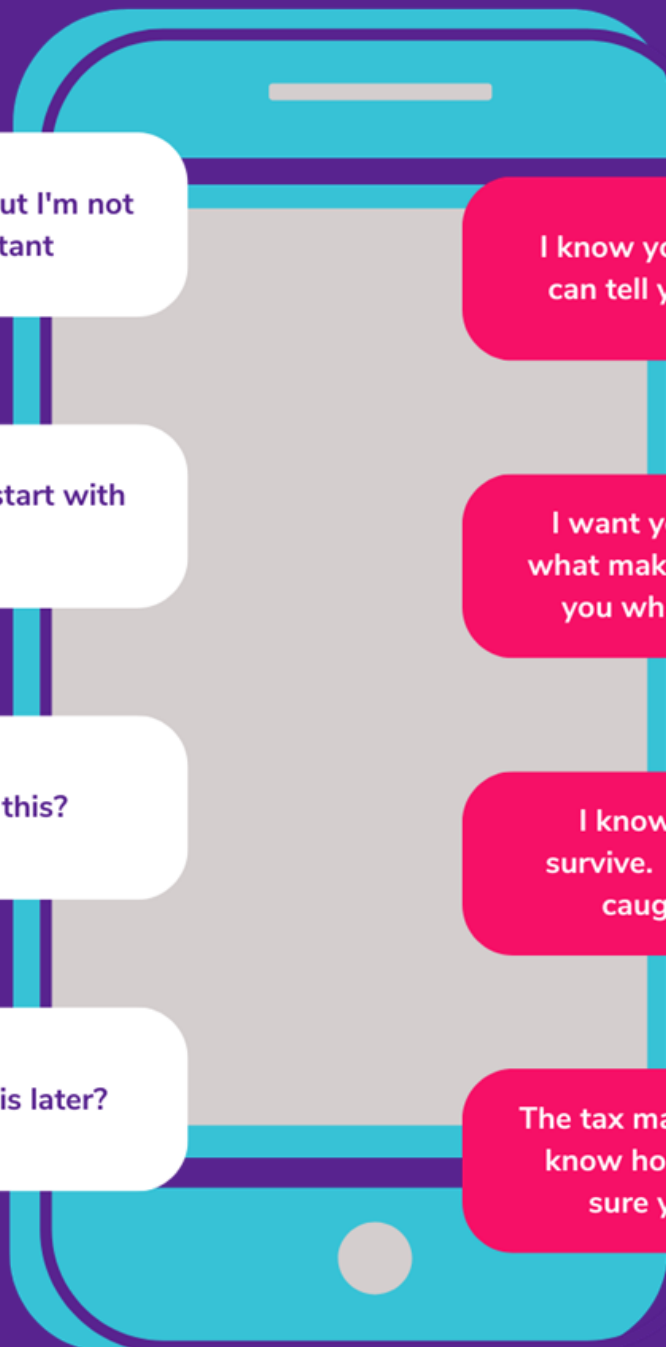 ut I'm not
tant
I know yo
can tell y
start with
I want yo
what mak
you wh
this?
I know
survive.
caug
is later?
The tax ma
know ho
sure y